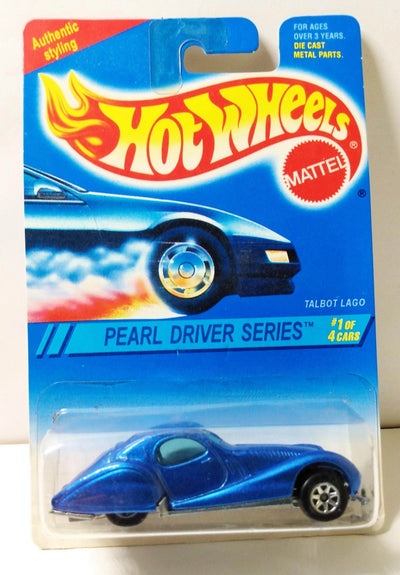 Authentic
styling
FOR AGES
OVER 3 YEARS.
DIE CAST
METAL PARTS.
HOT WHEELS®
MATTEL®
TALBOT LAGO
PEARL DRIVER SERIES™
#1 OF
4 CARS